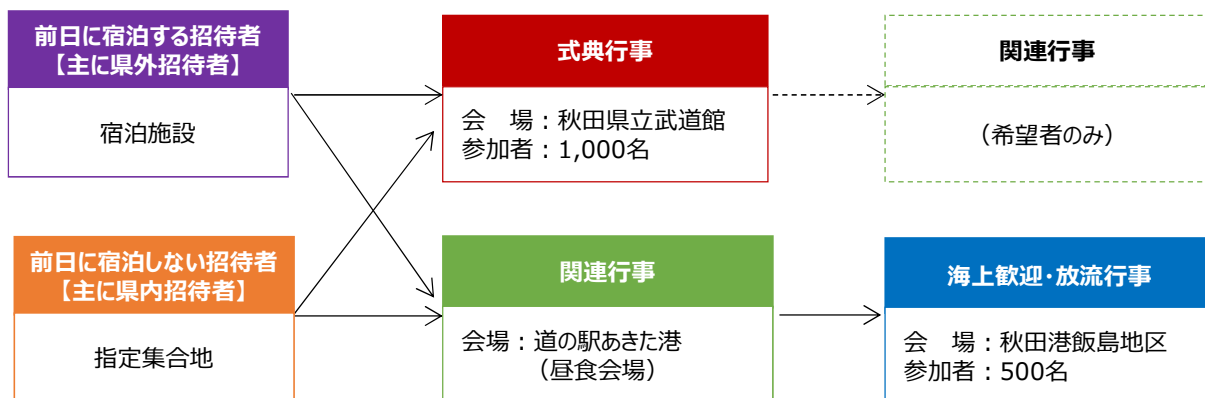 前日に宿泊する招待者
【主に県外招待者】
宿泊施設
式典行事
会　場：秋田県立武道館
参加者：1,000名
関連行事
（希望者のみ）
前日に宿泊しない招待者
【主に県内招待者】
指定集合地
関連行事
会場：道の駅あきた港
（昼食会場）
海上歓迎・放流行事
会　場：秋田港飯島地区
参加者：500名